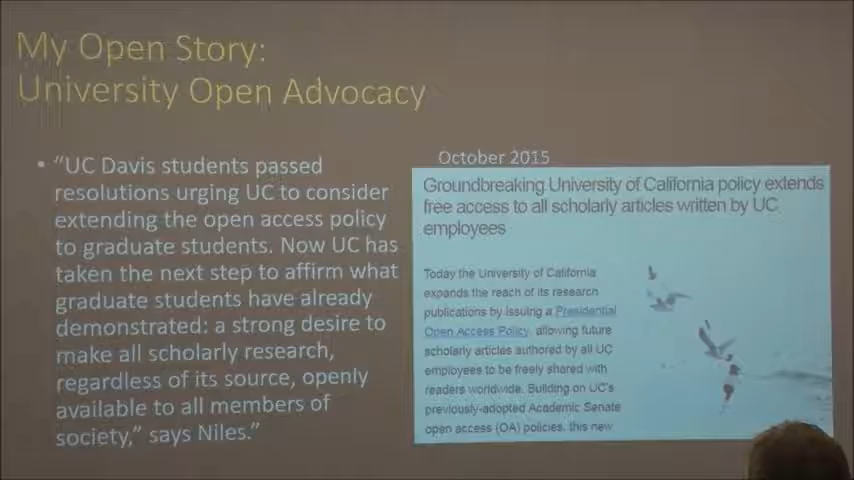 My Open Story:
University Open Advocacy
• "UC Davis students passed
resolutions urging UC to consider
extending the open access policy
to graduate students. Now UC has
taken the next step to affirm what
graduate students have already
demonstrated: a strong desire to
make all scholarly research,
regardless of its source, openly
available to all members of
society," says Niles."
October 2015
Groundbreaking University of California policy extends
free access to all scholarly articles written by UC
employees
Today the University of California
expands the reach of its research
publications by issuing a Presidential
Open Access Policy, allowing future
scholarly articles authored by all UC
employees to be freely shared with
readers worldwide. Building on UC's
previously-adopted Academic Senate
open access (OA) policies, this new